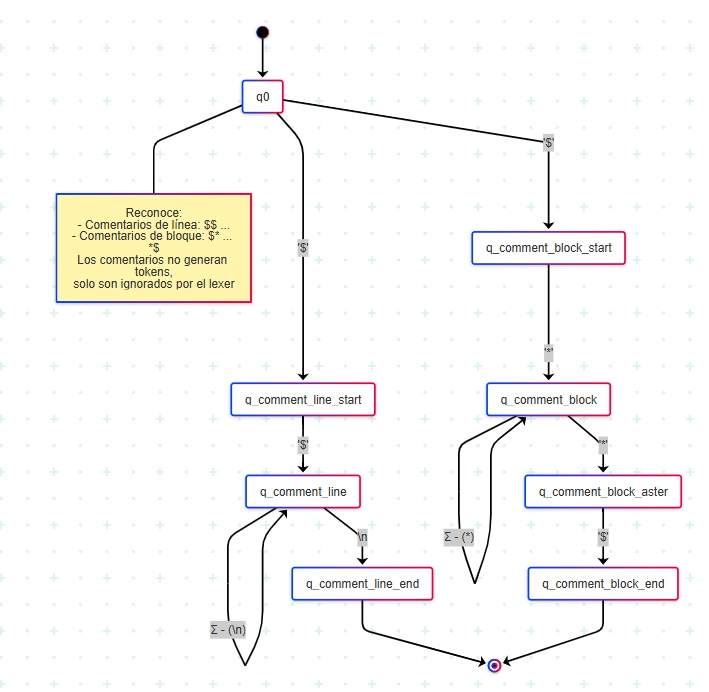 q0
'$'
Reconoce:
- Comentarios de línea: $$ ...
- Comentarios de bloque: $* ...
*$
Los comentarios no generan
tokens,
solo son ignorados por el lexer
'$'
q_comment_block_start
'*'
q_comment_line_start
q_comment_block
'$'
'*'
q_comment_line
q_comment_block_aster
\n
Σ - (*)
'$'
q_comment_line_end
q_comment_block_end
Σ - (\n)